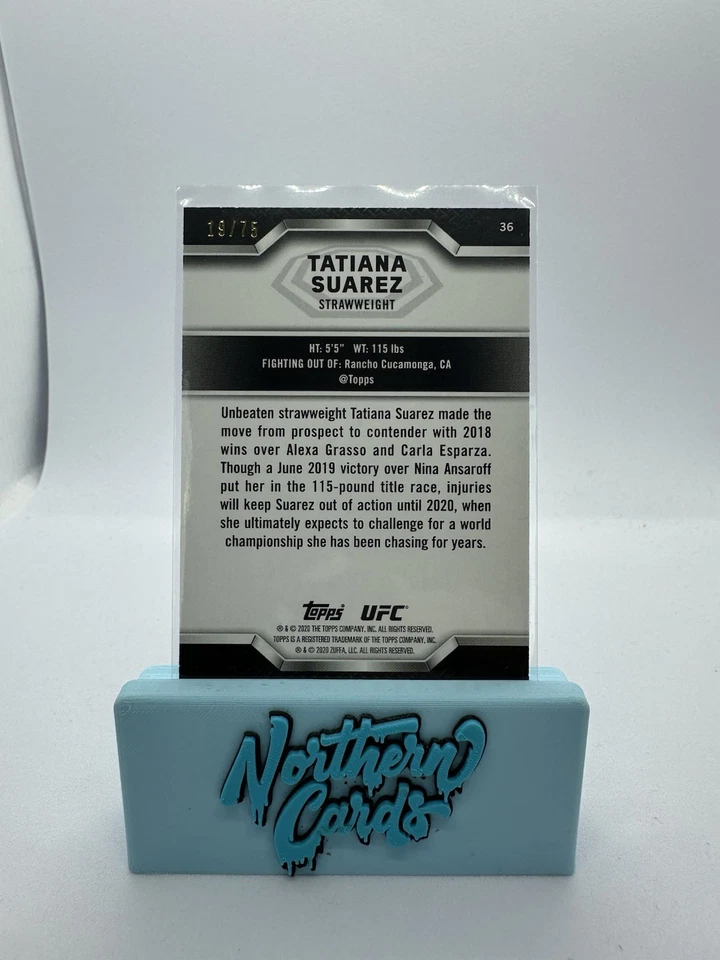 19/75
36
TATIANA
SUAREZ
STRAWWEIGHT
HT: 5'5" WT: 115 lbs
FIGHTING OUT OF: Rancho Cucamonga, CA
@Topps
Unbeaten strawweight Tatiana Suarez made the
move from prospect to contender with 2018
wins over Alexa Grasso and Carla Esparza.
Though a June 2019 victory over Nina Ansaroff
put her in the 115-pound title race, injuries
will keep Suarez out of action until 2020, when
she ultimately expects to challenge for a world
championship she has been chasing for years.
Topps UFC
® & © 2020 THE TOPPS COMPANY, INC. ALL RIGHTS RESERVED.
TOPPS IS A REGISTERED TRADEMARK OF THE TOPPS COMPANY, INC.
® & © 2020 ZUFFA, LLC. ALL RIGHTS RESERVED.
Northern
Cards